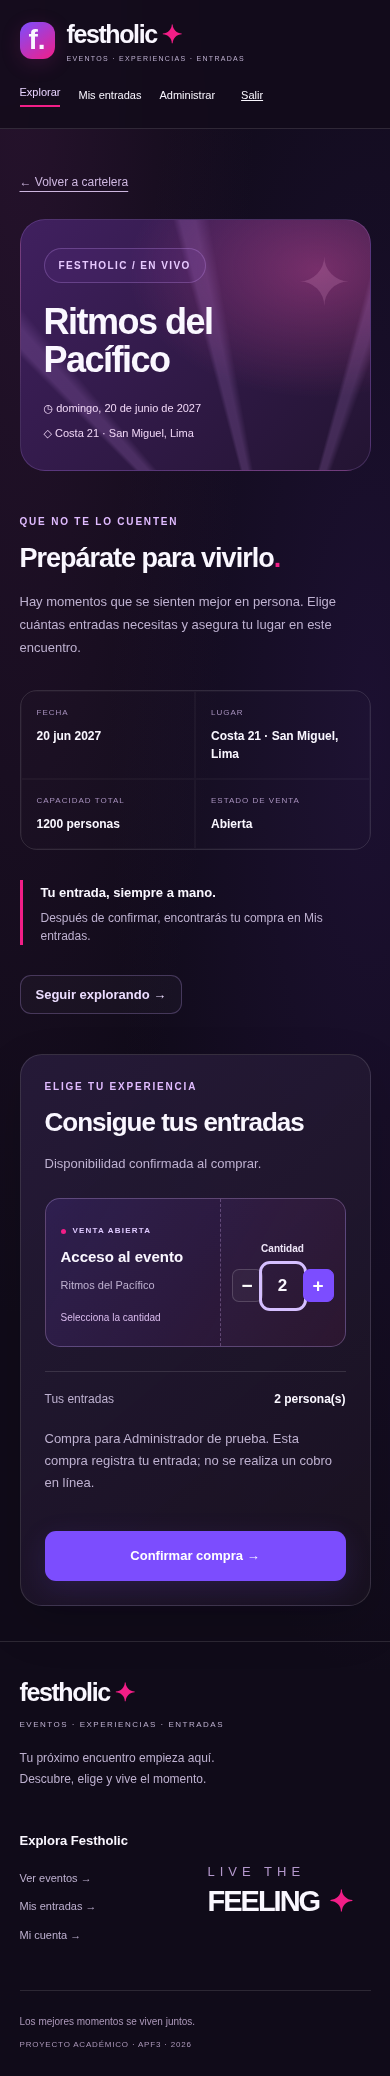 f.
festholic ✦
EVENTOS · EXPERIENCIAS · ENTRADAS
Explorar Mis entradas Administrar Salir
← Volver a cartelera
FESTHOLIC / EN VIVO
Ritmos del
Pacífico
◷ domingo, 20 de junio de 2027
◇ Costa 21 · San Miguel, Lima
QUE NO TE LO CUENTEN
Prepárate para vivirlo.
Hay momentos que se sienten mejor en persona. Elige
cuántas entradas necesitas y asegura tu lugar en este
encuentro.
FECHA
20 jun 2027
LUGAR
Costa 21 · San Miguel,
Lima
CAPACIDAD TOTAL
1200 personas
ESTADO DE VENTA
Abierta
Tu entrada, siempre a mano.
Después de confirmar, encontrarás tu compra en Mis
entradas.
Seguir explorando →
ELIGE TU EXPERIENCIA
Consigue tus entradas
Disponibilidad confirmada al comprar.
VENTA ABIERTA
Acceso al evento
Ritmos del Pacífico
Selecciona la cantidad
Cantidad
− 2 +
Tus entradas 2 persona(s)
Compra para Administrador de prueba. Esta
compra registra tu entrada; no se realiza un cobro
en línea.
Confirmar compra →
festholic ✦
EVENTOS · EXPERIENCIAS · ENTRADAS
Tu próximo encuentro empieza aquí.
Descubre, elige y vive el momento.
Explora Festholic
Ver eventos →
Mis entradas →
Mi cuenta →
LIVE THE
FEELING ✦
Los mejores momentos se viven juntos.
PROYECTO ACADÉMICO · APF3 · 2026